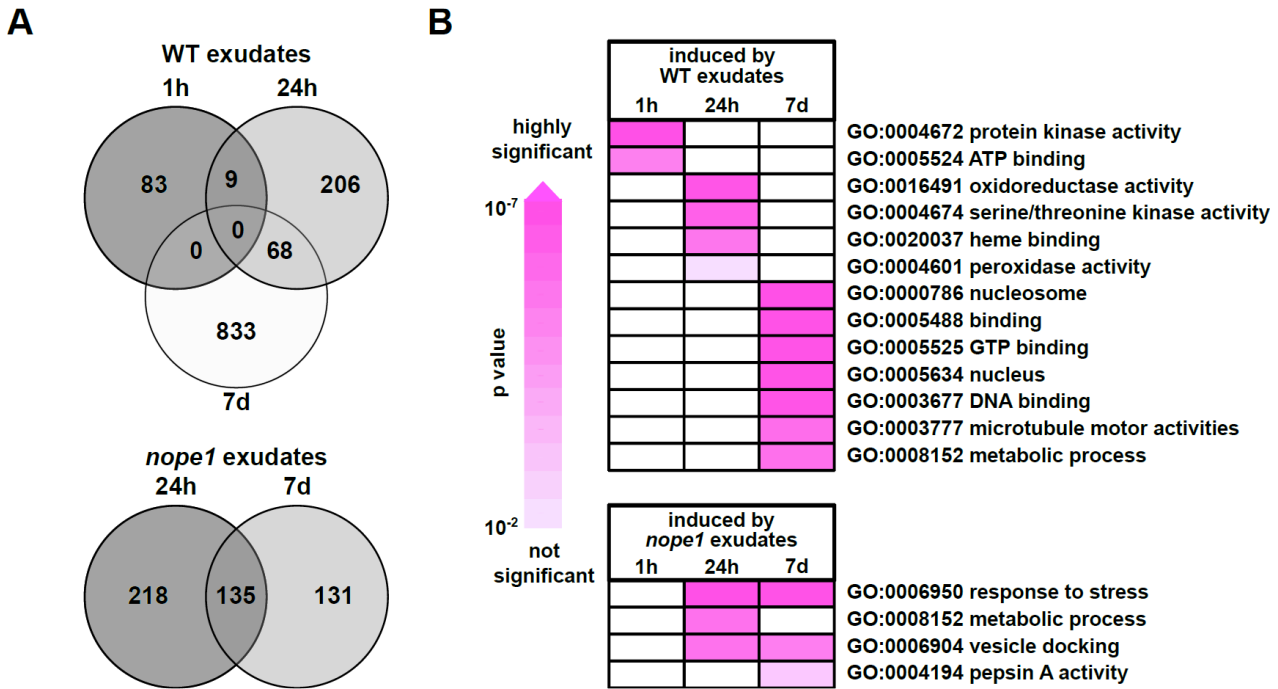 A
WT exudates
1h 24h
83 9 206
0 0 68
833
7d
nope1 exudates
24h 7d
218 135 131
B
highly
significant
10-7
p value
10-2
not
significant
induced by
WT exudates
1h 24h 7d
GO:0004672 protein kinase activity
GO:0005524 ATP binding
GO:0016491 oxidoreductase activity
GO:0004674 serine/threonine kinase activity
GO:0020037 heme binding
GO:0004601 peroxidase activity
GO:0000786 nucleosome
GO:0005488 binding
GO:0005525 GTP binding
GO:0005634 nucleus
GO:0003677 DNA binding
GO:0003777 microtubule motor activities
GO:0008152 metabolic process
induced by
nope1 exudates
1h 24h 7d
GO:0006950 response to stress
GO:0008152 metabolic process
GO:0006904 vesicle docking
GO:0004194 pepsin A activity